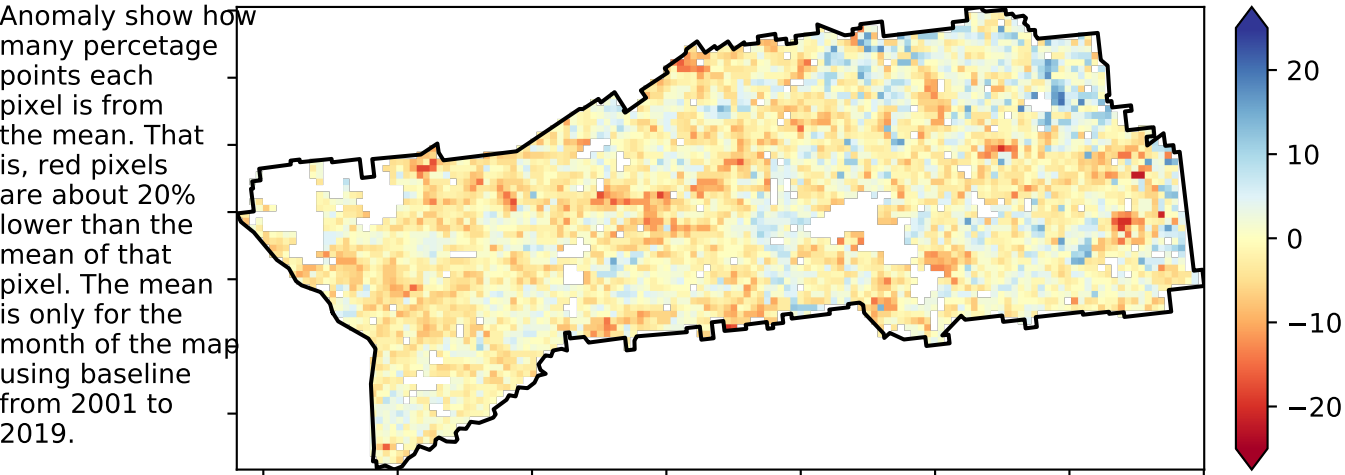 Anomaly show how
many percetage
points each
pixel is from
the mean. That
is, red pixels
are about 20%
lower than the
mean of that
pixel. The mean
is only for the
month of the map
using baseline
from 2001 to
2019.
20
10
0
−10
−20